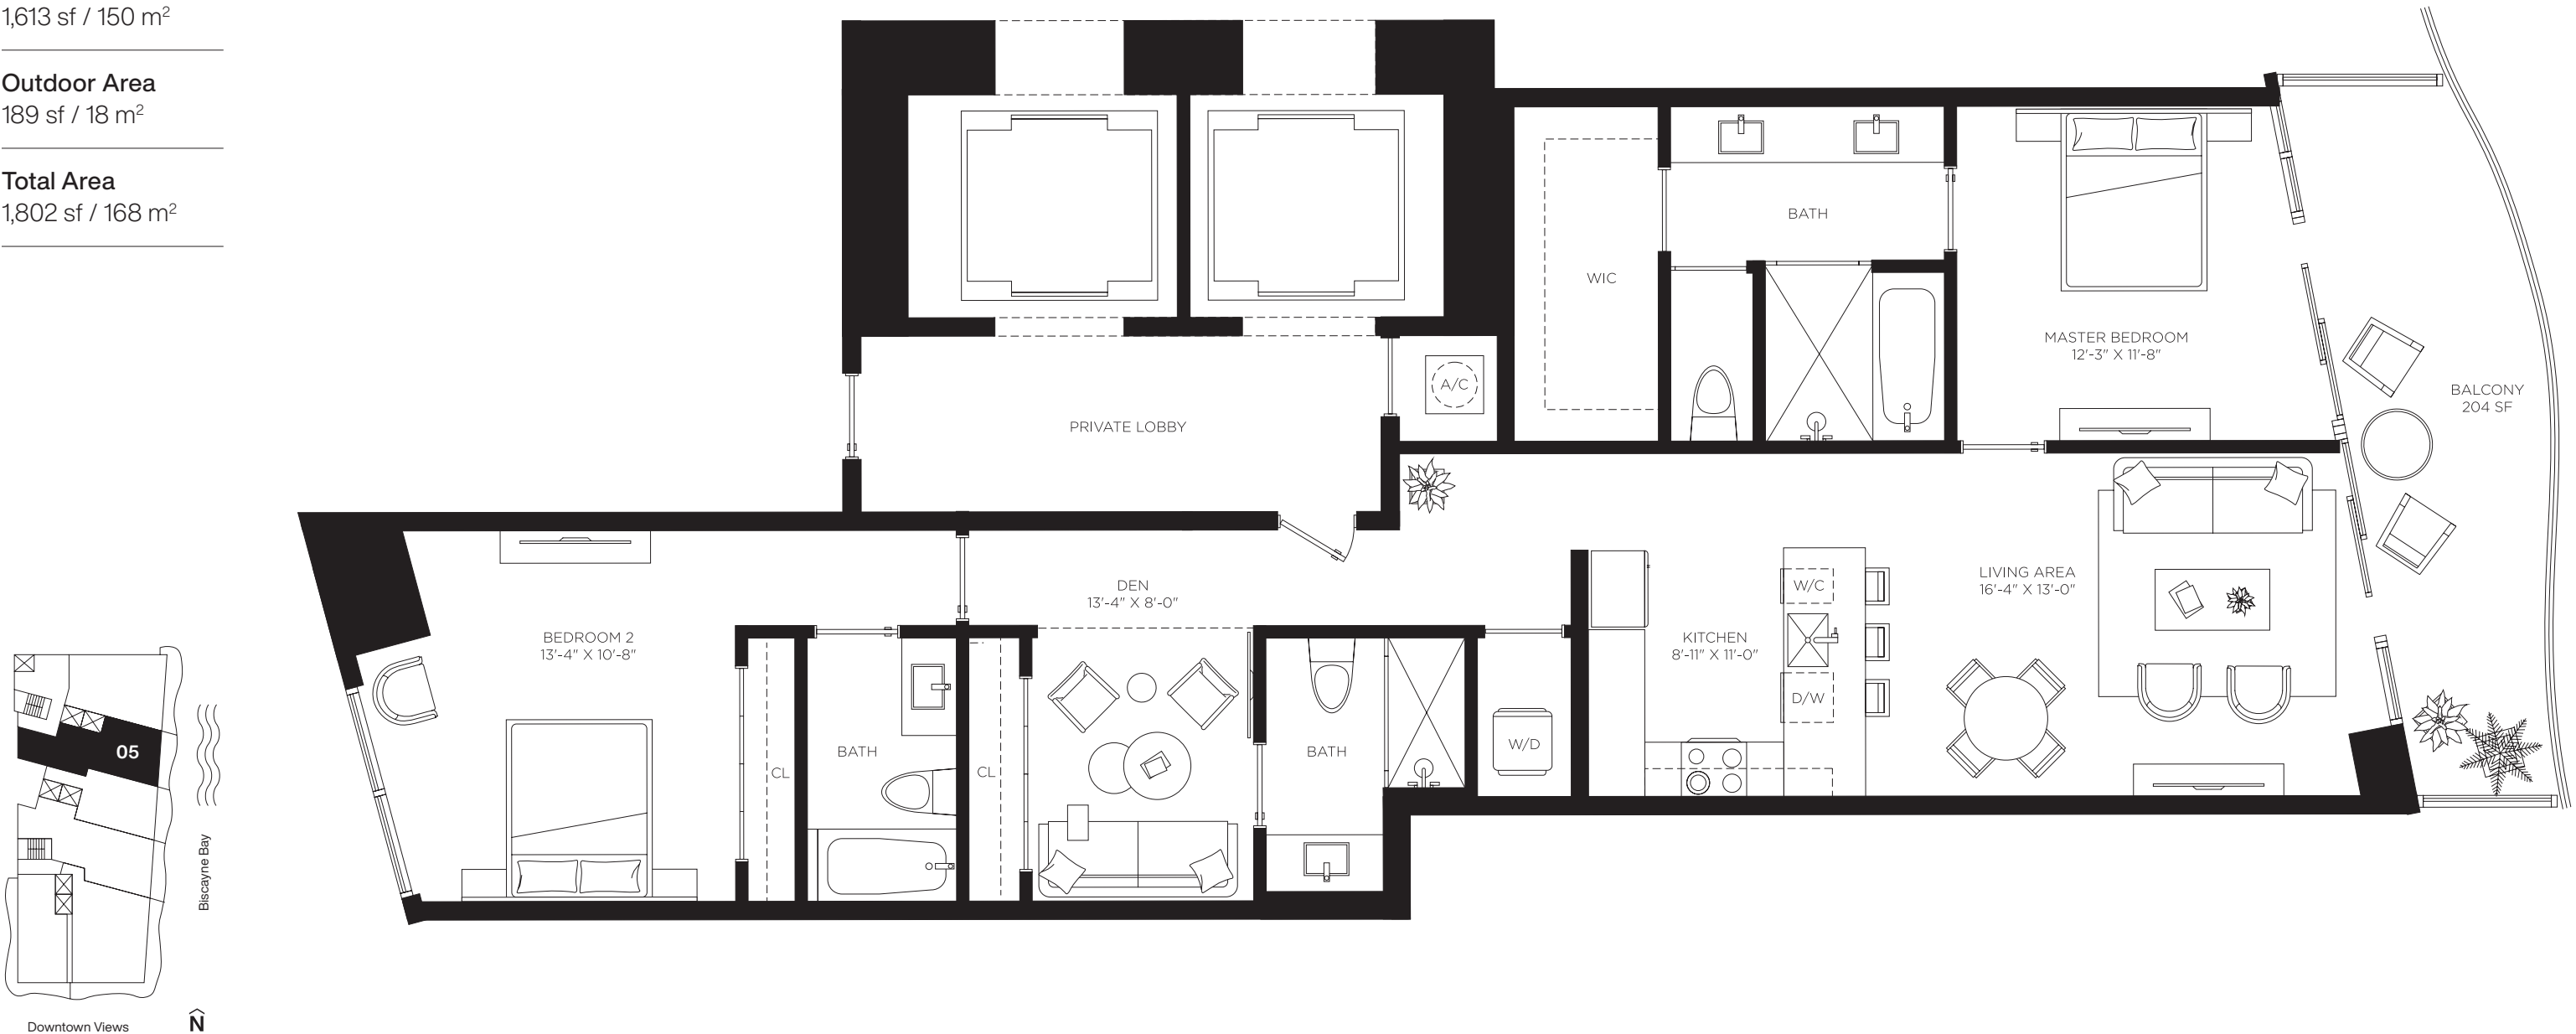 1,613 sf / 150 m²
Outdoor Area
189 sf / 18 m²
Total Area
1,802 sf / 168 m²
05
Biscayne Bay
Downtown Views
N
WIC
BATH
MASTER BEDROOM
12'-3" X 11'-8"
BALCONY
204 SF
A/C
PRIVATE LOBBY
BEDROOM 2
13'-4" X 10'-8"
CL
BATH
CL
DEN
13'-4" X 8'-0"
BATH
W/D
KITCHEN
8'-11" X 11'-0"
W/C
D/W
LIVING AREA
16'-4" X 13'-0"